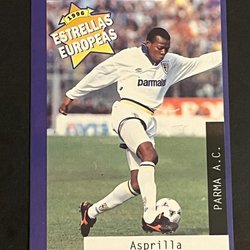 1996
ESTRELLAS
EUROPEAS
Parmalat
PARMA A.C.
Asprilla